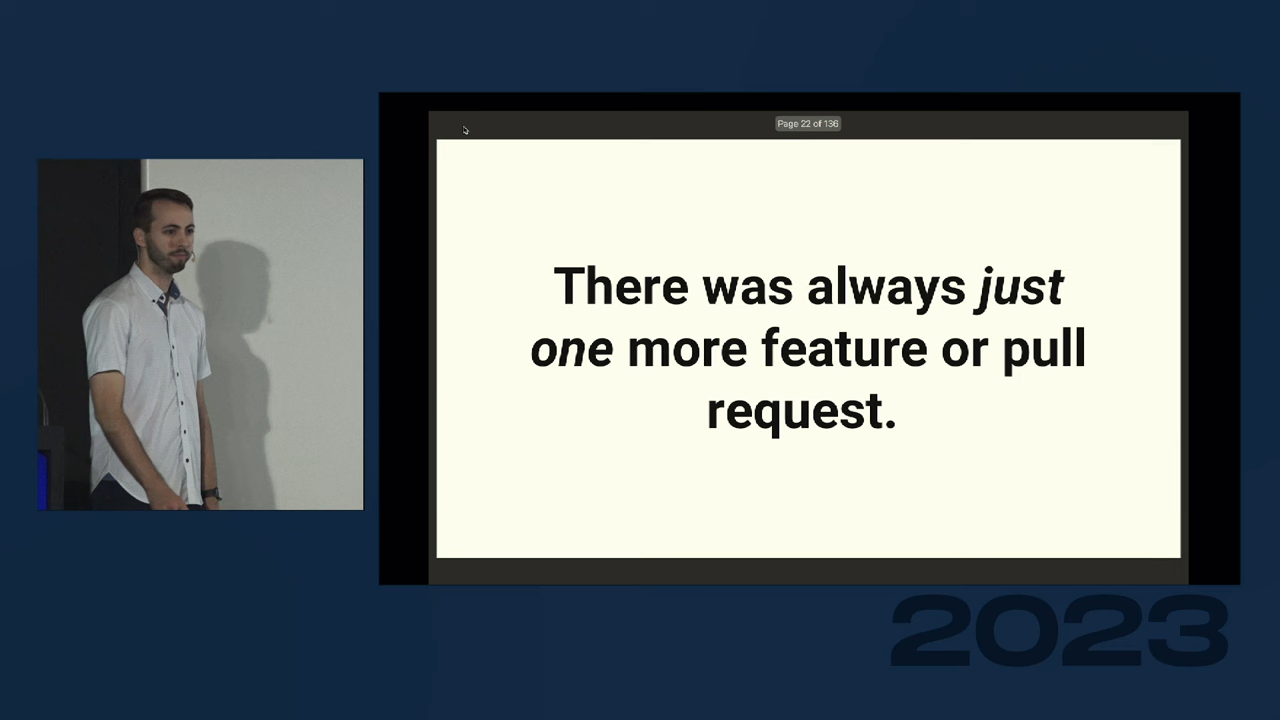 Page 22 of 136
There was always just
one more feature or pull
request.
2023